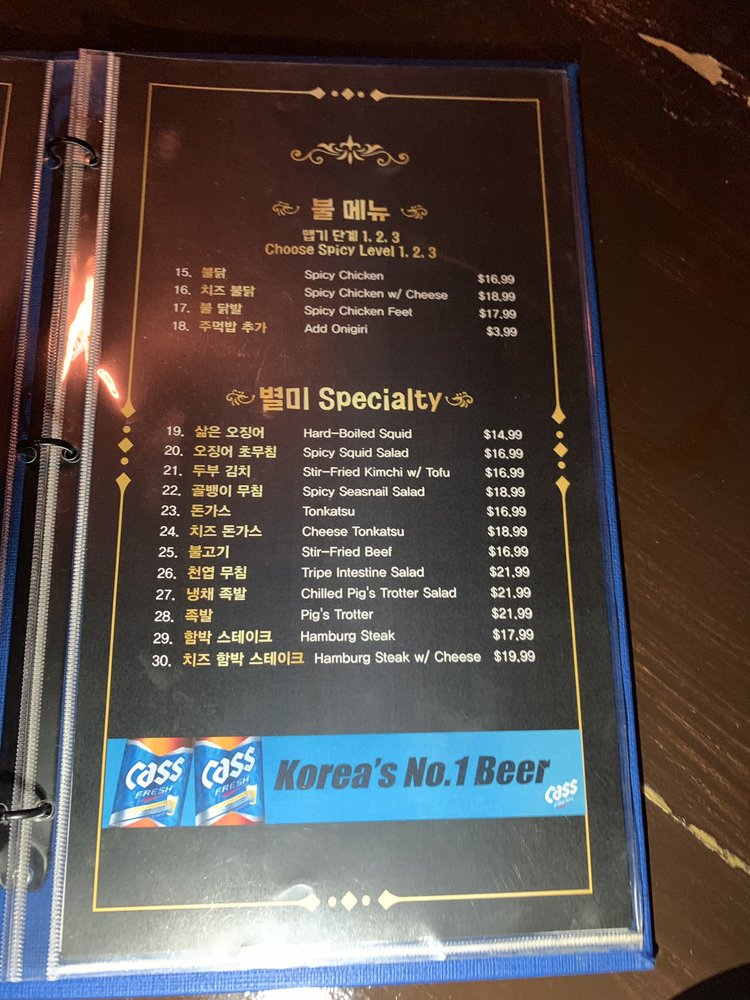 불 메뉴
맵기 단계 1, 2, 3
Choose Spicy Level 1, 2, 3
15. 불닭 Spicy Chicken $16.99
16. 치즈 불닭 Spicy Chicken w/ Cheese $18.99
17. 불 닭발 Spicy Chicken Feet $17.99
18. 주먹밥 추가 Add Onigiri $3.99
별미 Specialty
19. 삶은 오징어 Hard-Boiled Squid $14.99
20. 오징어 초무침 Spicy Squid Salad $16.99
21. 두부 김치 Stir-Fried Kimchi w/ Tofu $16.99
22. 골뱅이 무침 Spicy Seasnail Salad $18.99
23. 돈가스 Tonkatsu $16.99
24. 치즈 돈가스 Cheese Tonkatsu $18.99
25. 불고기 Stir-Fried Beef $16.99
26. 천엽 무침 Tripe Intestine Salad $21.99
27. 냉채 족발 Chilled Pig's Trotter Salad $21.99
28. 족발 Pig's Trotter $21.99
29. 함박 스테이크 Hamburg Steak $17.99
30. 치즈 함박 스테이크 Hamburg Steak w/ Cheese $19.99
Cass FRESH Cass FRESH Korea's No.1 Beer Cass